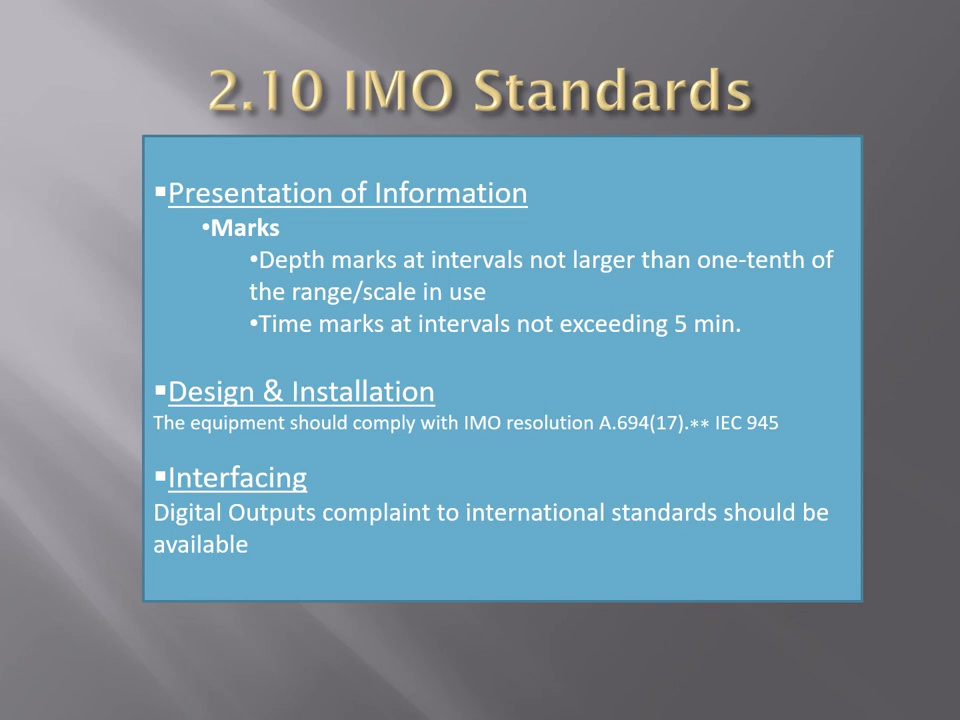 2.10 IMO Standards
▪Presentation of Information
•Marks
•Depth marks at intervals not larger than one-tenth of
the range/scale in use
•Time marks at intervals not exceeding 5 min.
▪Design & Installation
The equipment should comply with IMO resolution A.694(17).** IEC 945
▪Interfacing
Digital Outputs complaint to international standards should be
available